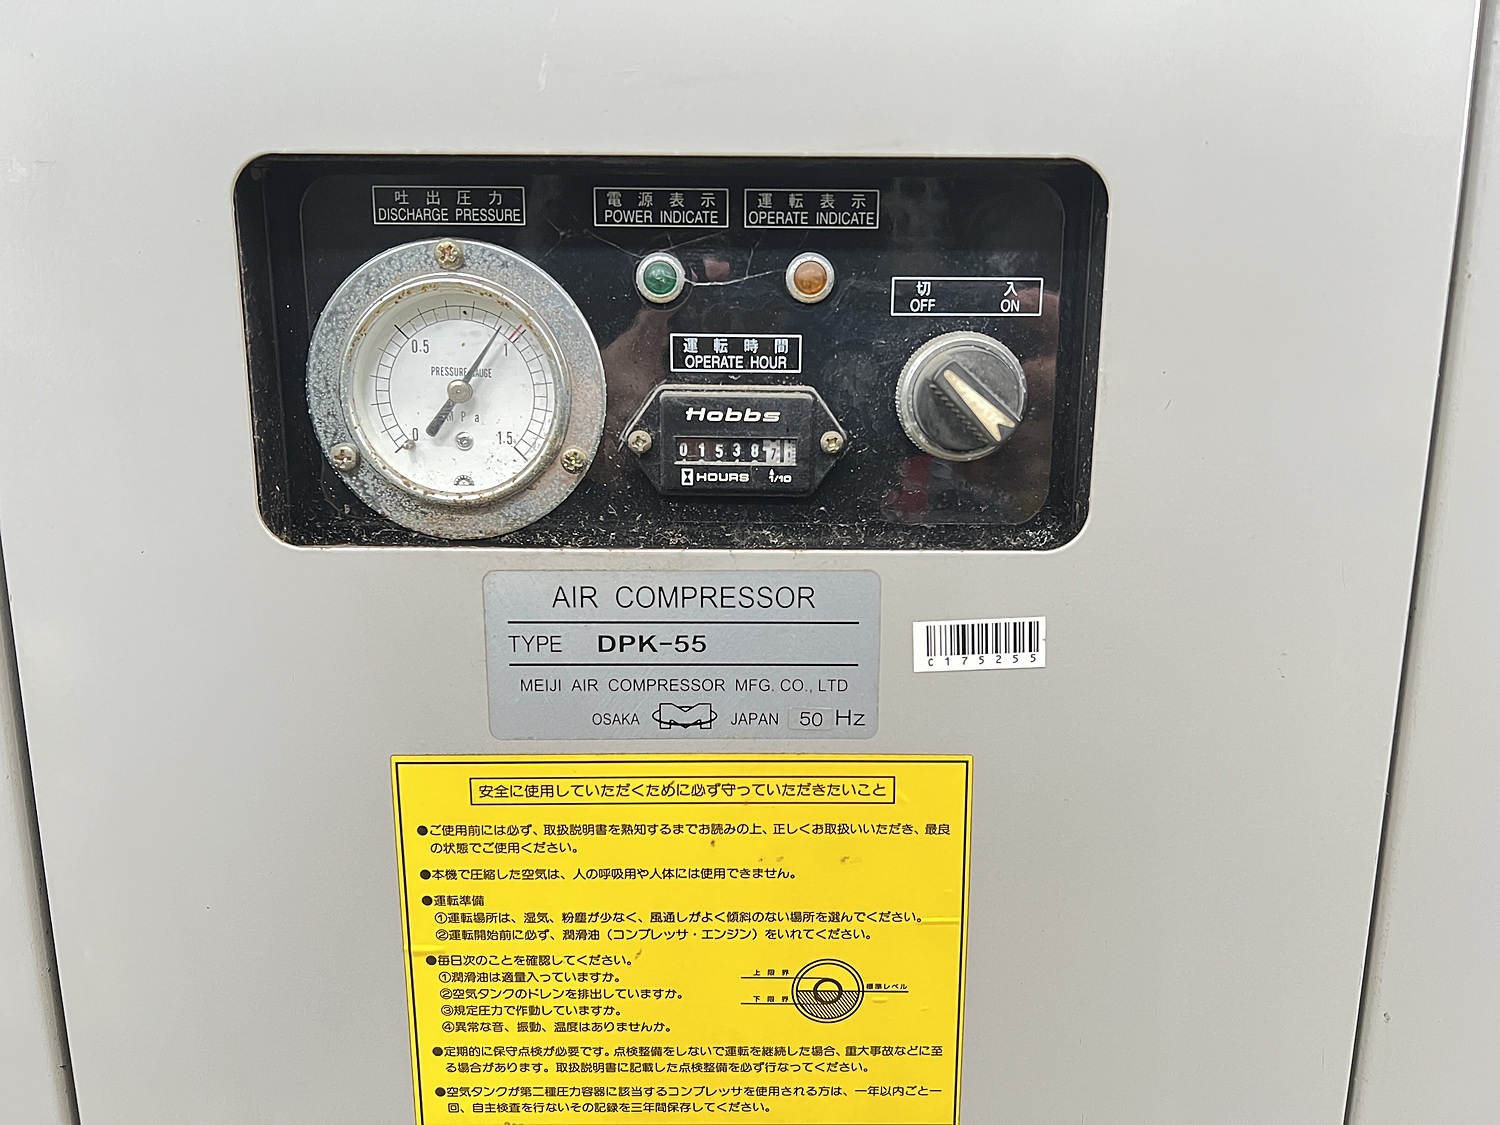 吐出圧力
DISCHARGE PRESSURE
電源表示
POWER INDICATE
運転表示
OPERATE INDICATE
切 入
OFF ON
0.5
1
PRESSURE GAUGE
MPa
0
1.5
運転時間
OPERATE HOUR
Hobbs
0 1 5 3 8 7
HOURS 1/10
AIR COMPRESSOR
TYPE DPK-55
MEIJI AIR COMPRESSOR MFG. CO., LTD
OSAKA JAPAN 50 Hz
C175255
安全に使用していただくために必ず守っていただきたいこと
●ご使用前には必ず、取扱説明書を熟知するまでお読みの上、正しくお取扱いいただき、最良
の状態でご使用ください。
●本機で圧縮した空気は、人の呼吸用や人体には使用できません。
●運転準備
①運転場所は、湿気、粉塵が少なく、風通しがよく傾斜のない場所を選んでください。
②運転開始前に必ず、潤滑油（コンプレッサ・エンジン）をいれてください。
●毎日次のことを確認してください。
①潤滑油は適量入っていますか。
②空気タンクのドレンを排出していますか。
③規定圧力で作動していますか。
④異常な音、振動、温度はありませんか。
上限界
標準レベル
下限界
●定期的に保守点検が必要です。点検整備をしないで運転を継続した場合、重大事故などに至
る場合があります。取扱説明書に記載した点検整備を必ず行なってください。
●空気タンクが第二種圧力容器に該当するコンプレッサを使用される方は、一年以内ごと一
回、自主検査を行ないその記録を三年間保存してください。